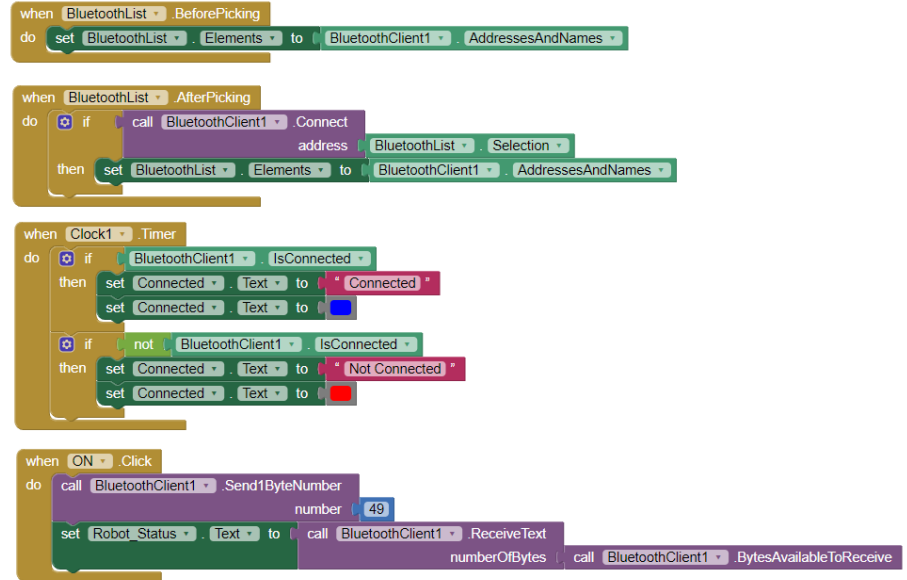 when BluetoothList .BeforePicking
do set BluetoothList . Elements to BluetoothClient1 . AddressesAndNames
when BluetoothList .AfterPicking
do if call BluetoothClient1 .Connect
address BluetoothList . Selection
then set BluetoothList . Elements to BluetoothClient1 . AddressesAndNames
when Clock1 .Timer
do if BluetoothClient1 . IsConnected
then set Connected . Text to " Connected "
set Connected . Text to
if not BluetoothClient1 . IsConnected
then set Connected . Text to " Not Connected "
set Connected . Text to
when ON .Click
do call BluetoothClient1 .Send1ByteNumber
number 49
set Robot_Status . Text to call BluetoothClient1 .ReceiveText
numberOfBytes call BluetoothClient1 .BytesAvailableToReceive